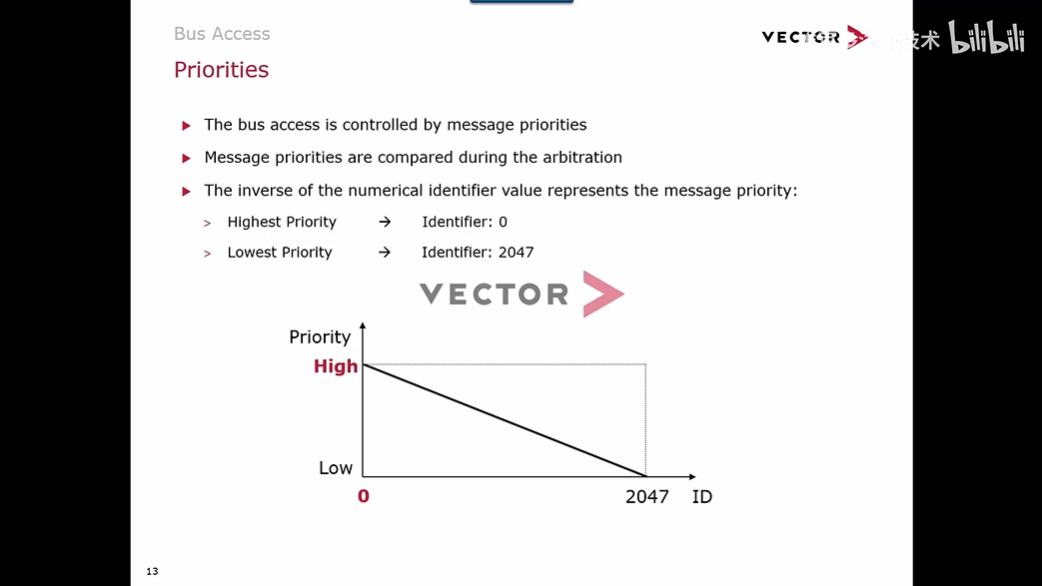 Bus Access
VECTOR
技术
bilibili
Priorities
The bus access is controlled by message priorities
Message priorities are compared during the arbitration
The inverse of the numerical identifier value represents the message priority:
> Highest Priority → Identifier: 0
> Lowest Priority → Identifier: 2047
VECTOR
Priority
High
Low
0
2047 ID
13